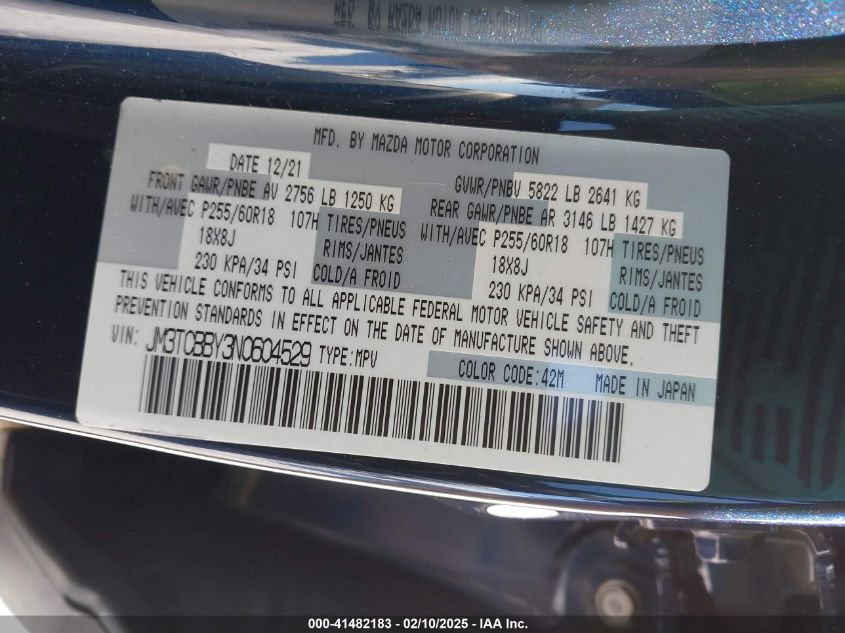 MFD. BY MAZDA MOTOR CORPORATION
DATE 12/21
GVWR/PNBV 5822 LB 2641 KG
FRONT GAWR/PNBE AV 2756 LB 1250 KG
REAR GAWR/PNBE AR 3146 LB 1427 KG
WITH/AVEC P255/60R18 107H TIRES/PNEUS
WITH/AVEC P255/60R18 107H TIRES/PNEUS
18X8J RIMS/JANTES
18X8J RIMS/JANTES
230 KPA/34 PSI COLD/A FROID
230 KPA/34 PSI COLD/A FROID
THIS VEHICLE CONFORMS TO ALL APPLICABLE FEDERAL MOTOR VEHICLE SAFETY AND THEFT
PREVENTION STANDARDS IN EFFECT ON THE DATE OF MANUFACTURE SHOWN ABOVE.
VIN: JM3TCBBY3N0604529 TYPE:MPV
COLOR CODE:42M MADE IN JAPAN
000-41482183 - 02/10/2025 - IAA Inc.